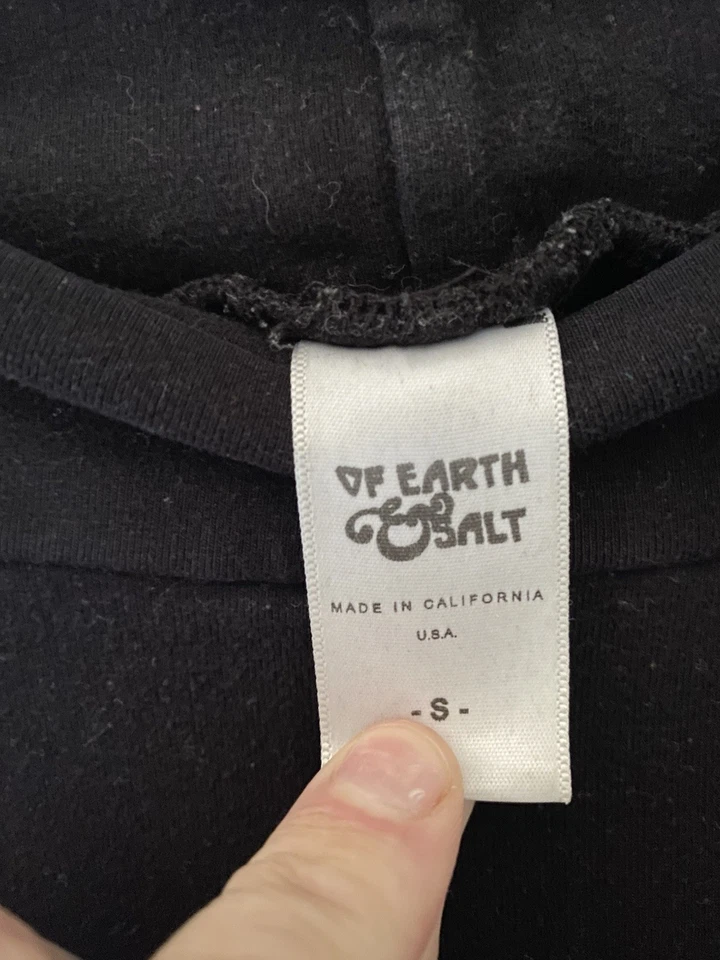 OF EARTH
& SALT
MADE IN CALIFORNIA
U.S.A.
- S -